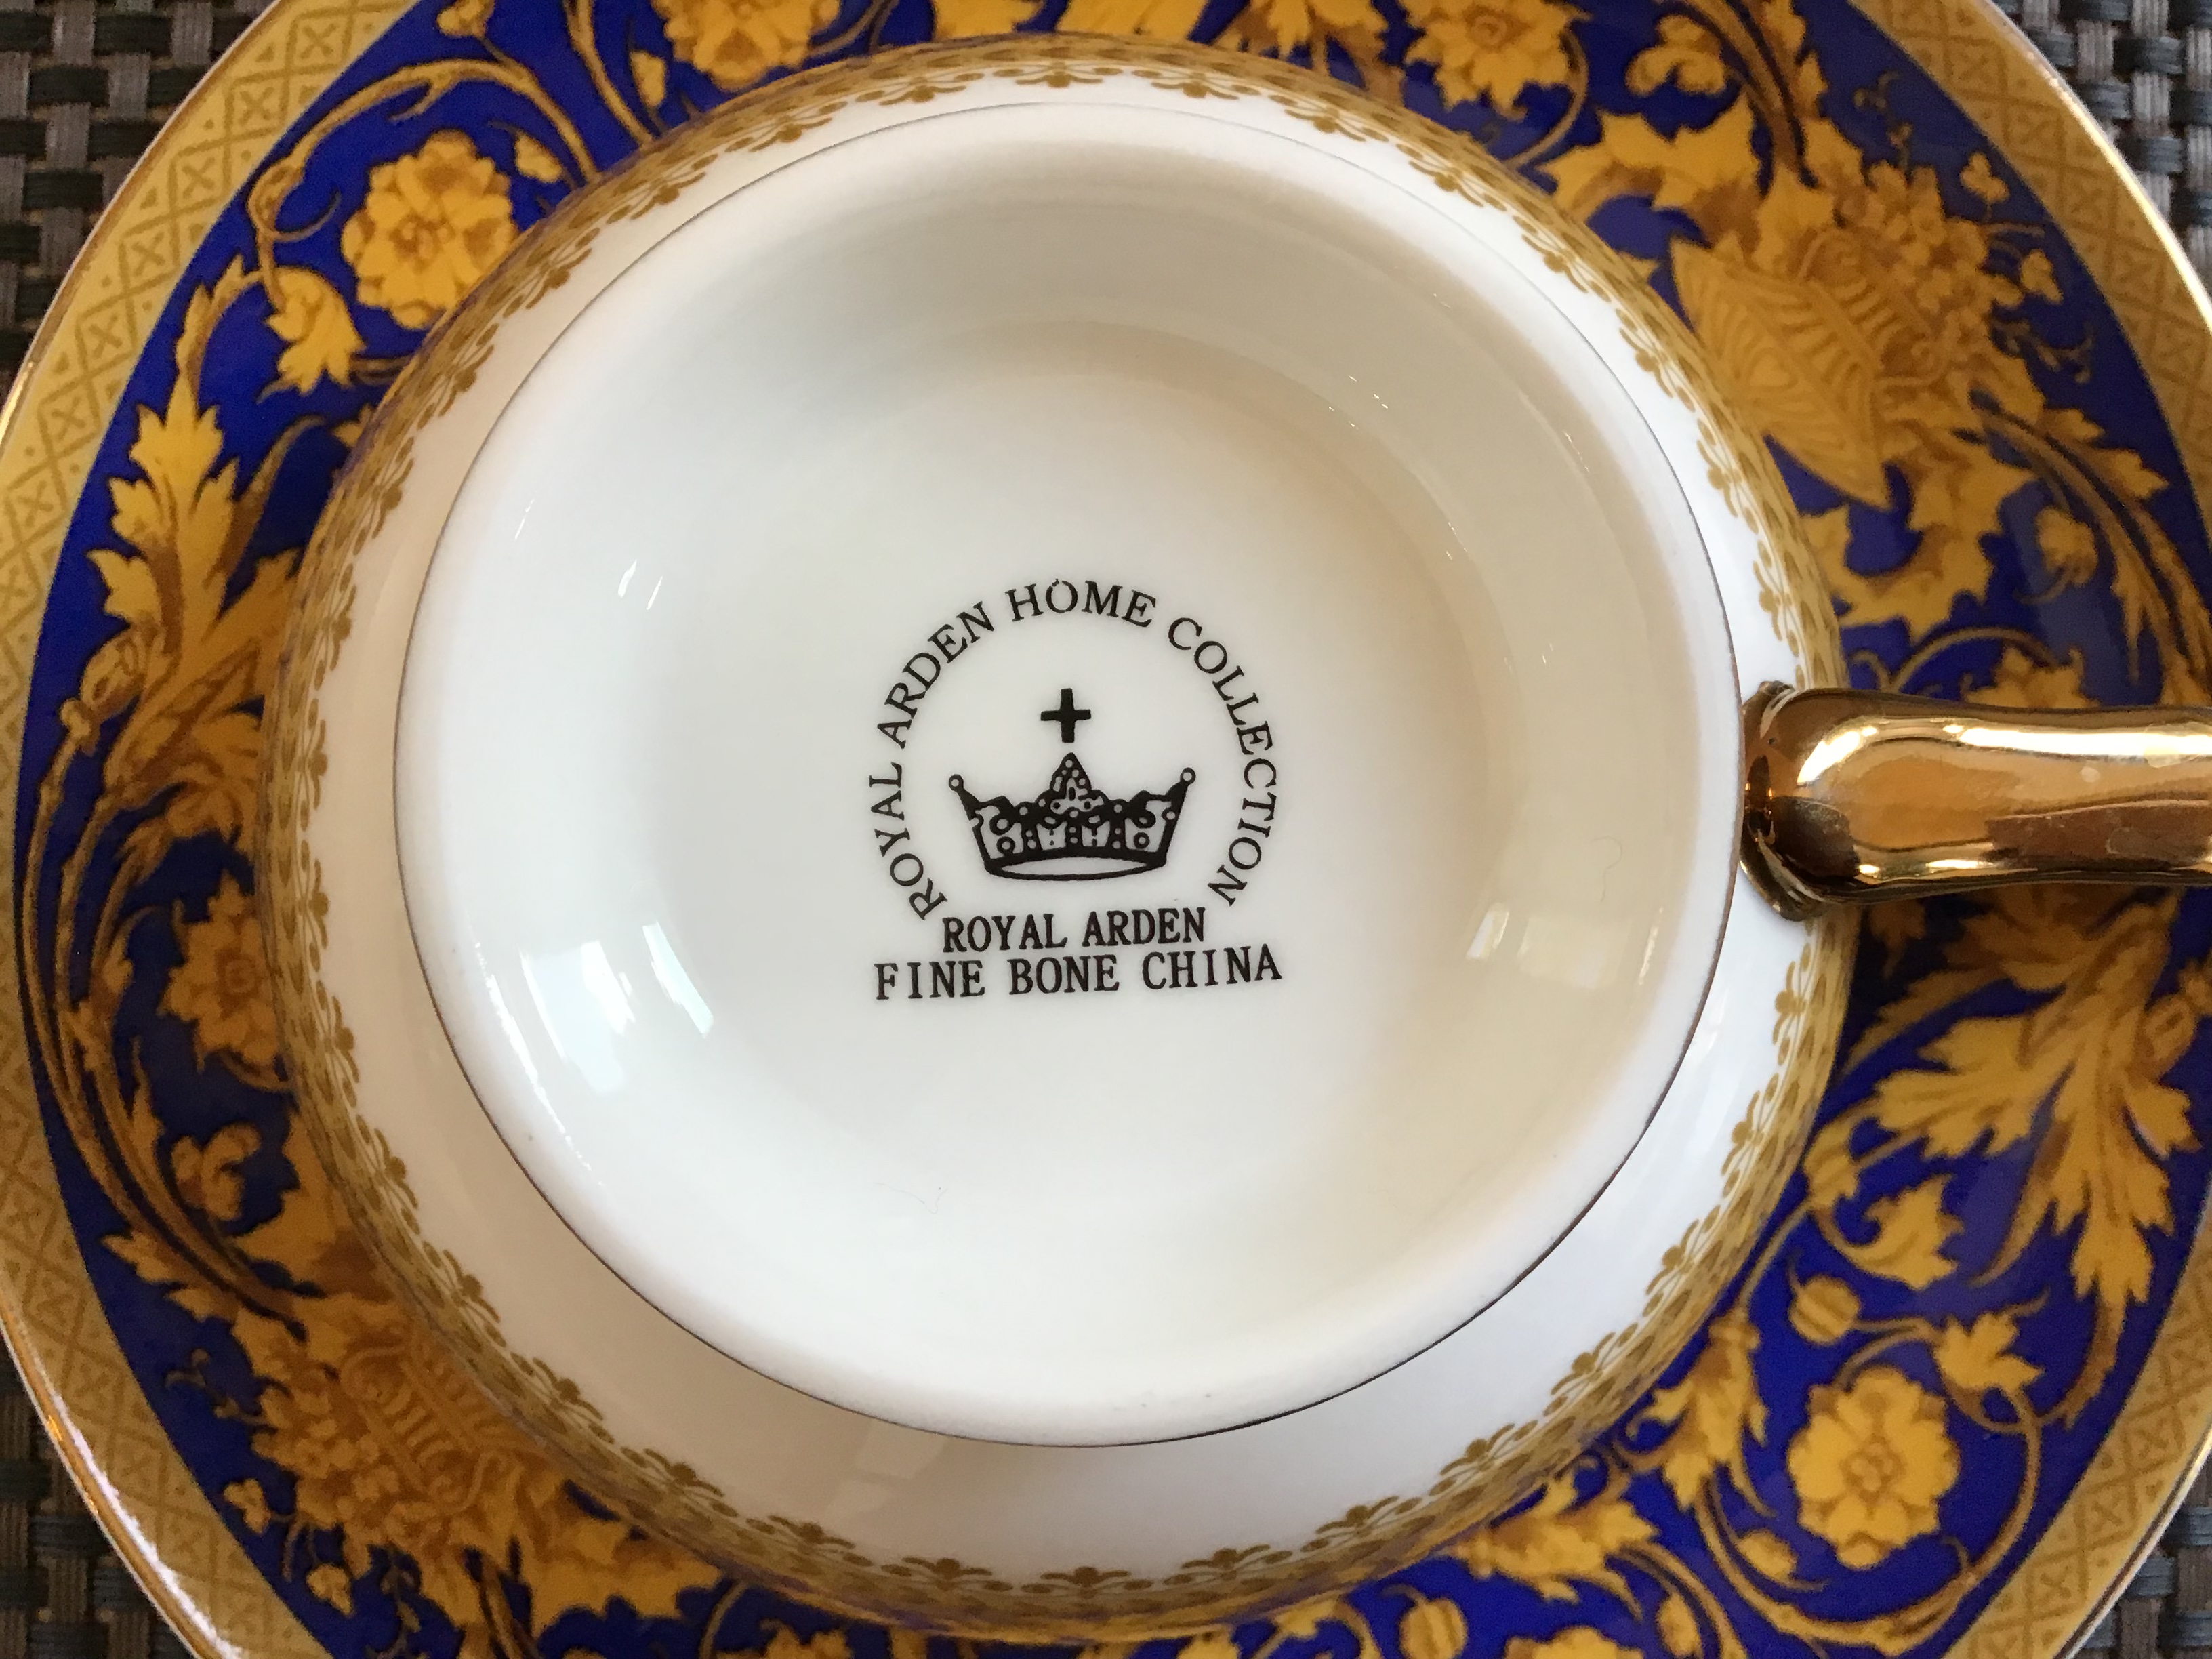 ROYAL ARDEN HOME COLLECTION
ROYAL ARDEN
FINE BONE CHINA